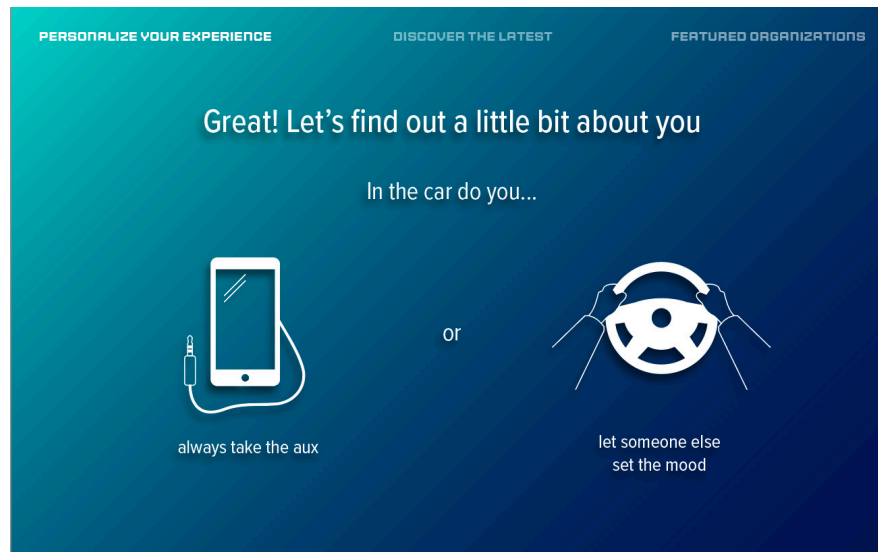 PERSONALIZE YOUR EXPERIENCE
DISCOVER THE LATEST
FEATURED ORGANIZATIONS
Great! Let's find out a little bit about you
In the car do you...
always take the aux
or
let someone else
set the mood